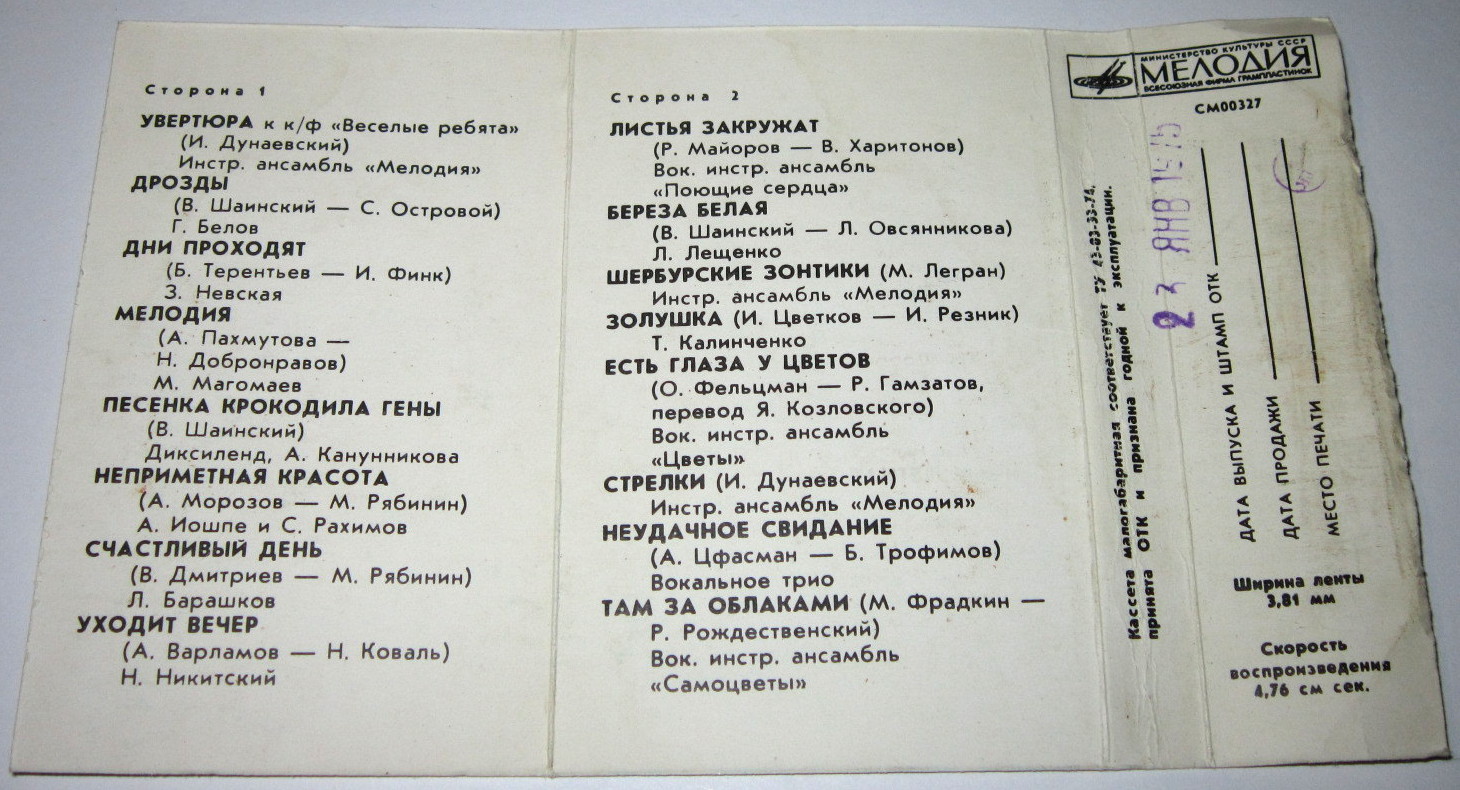 Сторона 1
УВЕРТЮРА к к/ф «Веселые ребята»
(И. Дунаевский)
Инстр. ансамбль «Мелодия»
ДРОЗДЫ
(В. Шаинский — С. Островой)
Г. Белов
ДНИ ПРОХОДЯТ
(Б. Терентьев — И. Финк)
З. Невская
МЕЛОДИЯ
(А. Пахмутова —
Н. Добронравов)
М. Магомаев
ПЕСЕНКА КРОКОДИЛА ГЕНЫ
(В. Шаинский)
Диксиленд, А. Канунникова
НЕПРИМЕТНАЯ КРАСОТА
(А. Морозов — М. Рябинин)
А. Иошпе и С. Рахимов
СЧАСТЛИВЫЙ ДЕНЬ
(В. Дмитриев — М. Рябинин)
Л. Барашков
УХОДИТ ВЕЧЕР
(А. Варламов — Н. Коваль)
Н. Никитский
Сторона 2
ЛИСТЬЯ ЗАКРУЖАТ
(Р. Майоров — В. Харитонов)
Вок. инстр. ансамбль
«Поющие сердца»
БЕРЕЗА БЕЛАЯ
(В. Шаинский — Л. Овсянникова)
Л. Лещенко
ШЕРБУРСКИЕ ЗОНТИКИ (М. Легран)
Инстр. ансамбль «Мелодия»
ЗОЛУШКА (И. Цветков — И. Резник)
Т. Калинченко
ЕСТЬ ГЛАЗА У ЦВЕТОВ
(О. Фельцман — Р. Гамзатов,
перевод Я. Козловского)
Вок. инстр. ансамбль
«Цветы»
СТРЕЛКИ (И. Дунаевский)
Инстр. ансамбль «Мелодия»
НЕУДАЧНОЕ СВИДАНИЕ
(А. Цфасман — Б. Трофимов)
Вокальное трио
ТАМ ЗА ОБЛАКАМИ (М. Фрадкин —
Р. Рождественский)
Вок. инстр. ансамбль
«Самоцветы»
МИНИСТЕРСТВО КУЛЬТУРЫ СССР
МЕЛОДИЯ
ВСЕСОЮЗНАЯ ФИРМА ГРАМПЛАСТИНОК
СМ00327
Кассета малогабаритная соответствует ТУ 43-03-33-74,
принята ОТК и признана годной к эксплуатации.
ЯНВ
ДАТА ВЫПУСКА И ШТАМП ОТК
ДАТА ПРОДАЖИ
МЕСТО ПЕЧАТИ
Ширина ленты
3,81 мм
Скорость
воспроизведения
4,76 см сек.